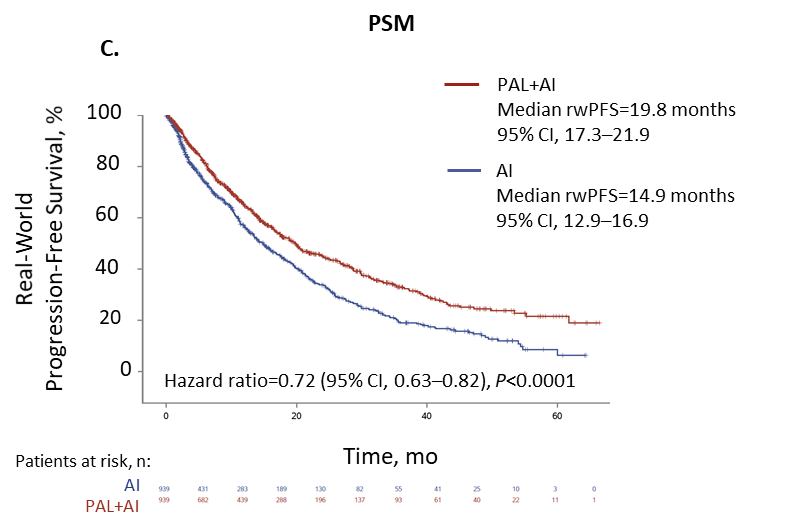 PSM
C.
PAL+AI
Median rwPFS=19.8 months
95% CI, 17.3–21.9
AI
Median rwPFS=14.9 months
95% CI, 12.9–16.9
Real-World
Progression-Free Survival, %
100
80
60
40
20
0
Hazard ratio=0.72 (95% CI, 0.63–0.82), P<0.0001
0 20 40 60
Time, mo
Patients at risk, n:
AI 939 431 283 189 130 82 55 41 25 10 3 0
PAL+AI 939 682 439 288 196 137 93 61 40 22 11 1